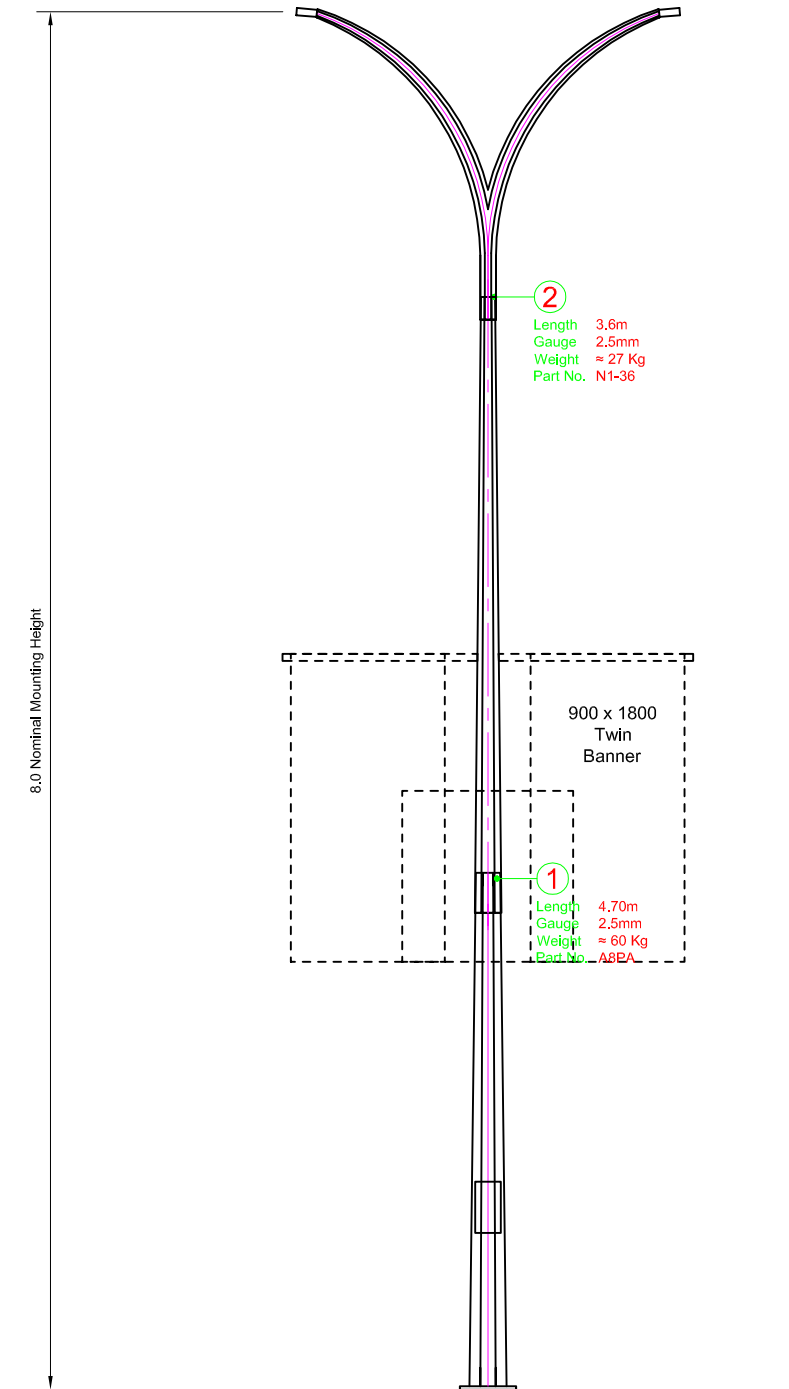 2
Length 3.6m
Gauge 2.5mm
Weight ≈ 27 Kg
Part No. N1-36
8.0 Nominal Mounting Height
900 x 1800
Twin
Banner
1
Length 4.70m
Gauge 2.5mm
Weight ≈ 60 Kg
Part No. A8PA